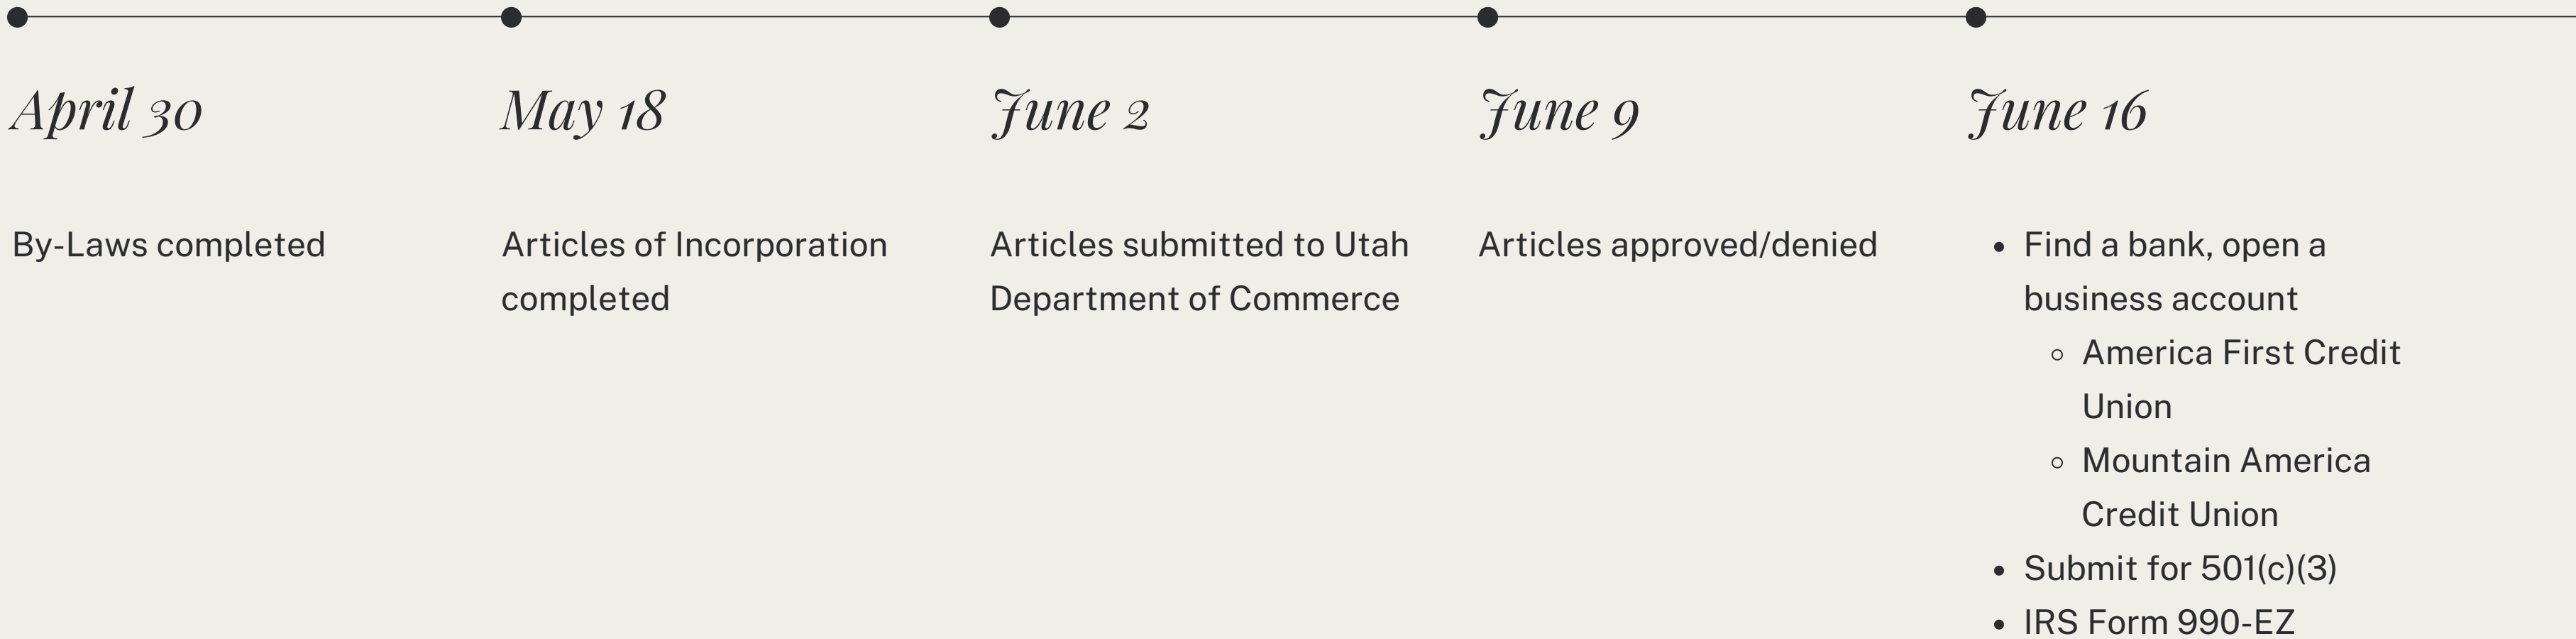 April 30
By-Laws completed
May 18
Articles of Incorporation
completed
June 2
Articles submitted to Utah
Department of Commerce
June 9
Articles approved/denied
June 16
• Find a bank, open a
business account
◦ America First Credit
Union
◦ Mountain America
Credit Union
• Submit for 501(c)(3)
• IRS Form 990-EZ